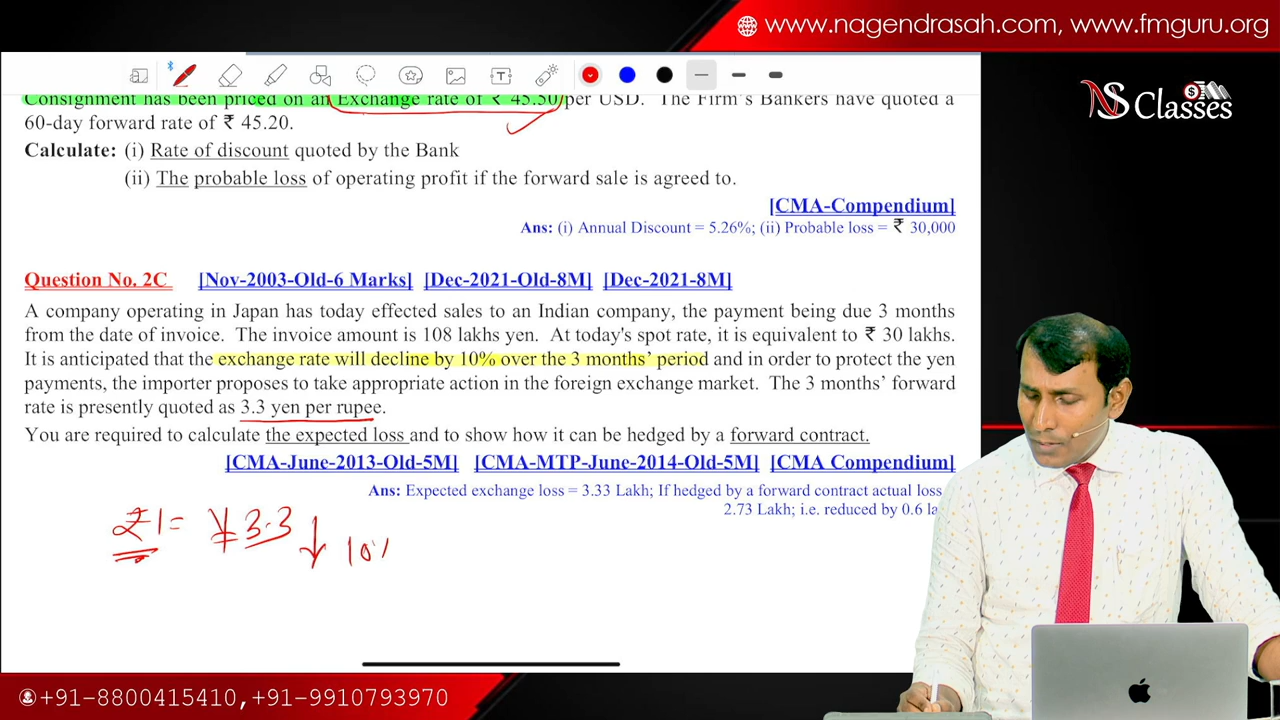 www.nagendrasah.com, www.fmguru.org
NS Classes
Consignment has been priced on an Exchange rate of ₹ 45.50 per USD. The Firm's Bankers have quoted a
60-day forward rate of ₹ 45.20.
Calculate: (i) Rate of discount quoted by the Bank
(ii) The probable loss of operating profit if the forward sale is agreed to.
[CMA-Compendium]
Ans: (i) Annual Discount = 5.26%; (ii) Probable loss = ₹ 30,000
Question No. 2C [Nov-2003-Old-6 Marks] [Dec-2021-Old-8M] [Dec-2021-8M]
A company operating in Japan has today effected sales to an Indian company, the payment being due 3 months
from the date of invoice. The invoice amount is 108 lakhs yen. At today's spot rate, it is equivalent to ₹ 30 lakhs.
It is anticipated that the exchange rate will decline by 10% over the 3 months' period and in order to protect the yen
payments, the importer proposes to take appropriate action in the foreign exchange market. The 3 months' forward
rate is presently quoted as 3.3 yen per rupee.
You are required to calculate the expected loss and to show how it can be hedged by a forward contract.
[CMA-June-2013-Old-5M] [CMA-MTP-June-2014-Old-5M] [CMA Compendium]
Ans: Expected exchange loss = 3.33 Lakh; If hedged by a forward contract actual loss
2.73 Lakh; i.e. reduced by 0.6 la
₹1 = ¥3.3 ↓ 10%
+91-8800415410,+91-9910793970